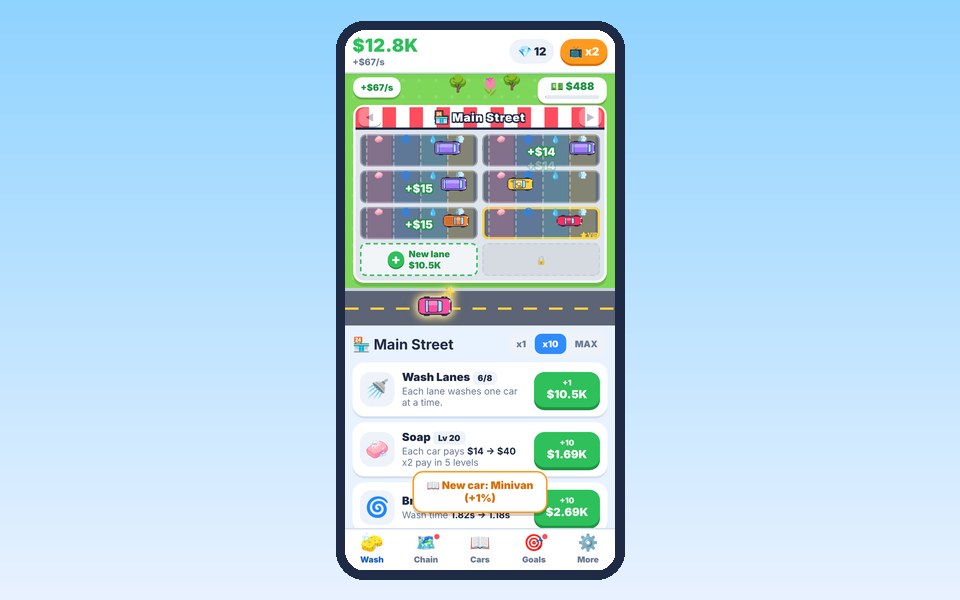 $12.8K
+$67/s
12
x2
+$67/s
$488
Main Street
+$14
+$14
+$15
+$15
New lane
$10.5K
Main Street
x1
x10
MAX
Wash Lanes
6/8
Each lane washes one car
at a time.
+1
$10.5K
Soap
Lv 20
Each car pays $14 → $40
x2 pay in 5 levels
+10
$1.69K
New car: Minivan
(+1%)
Wash time 1.82s → 1.18s
+10
$2.69K
Wash
Chain
Cars
Goals
More